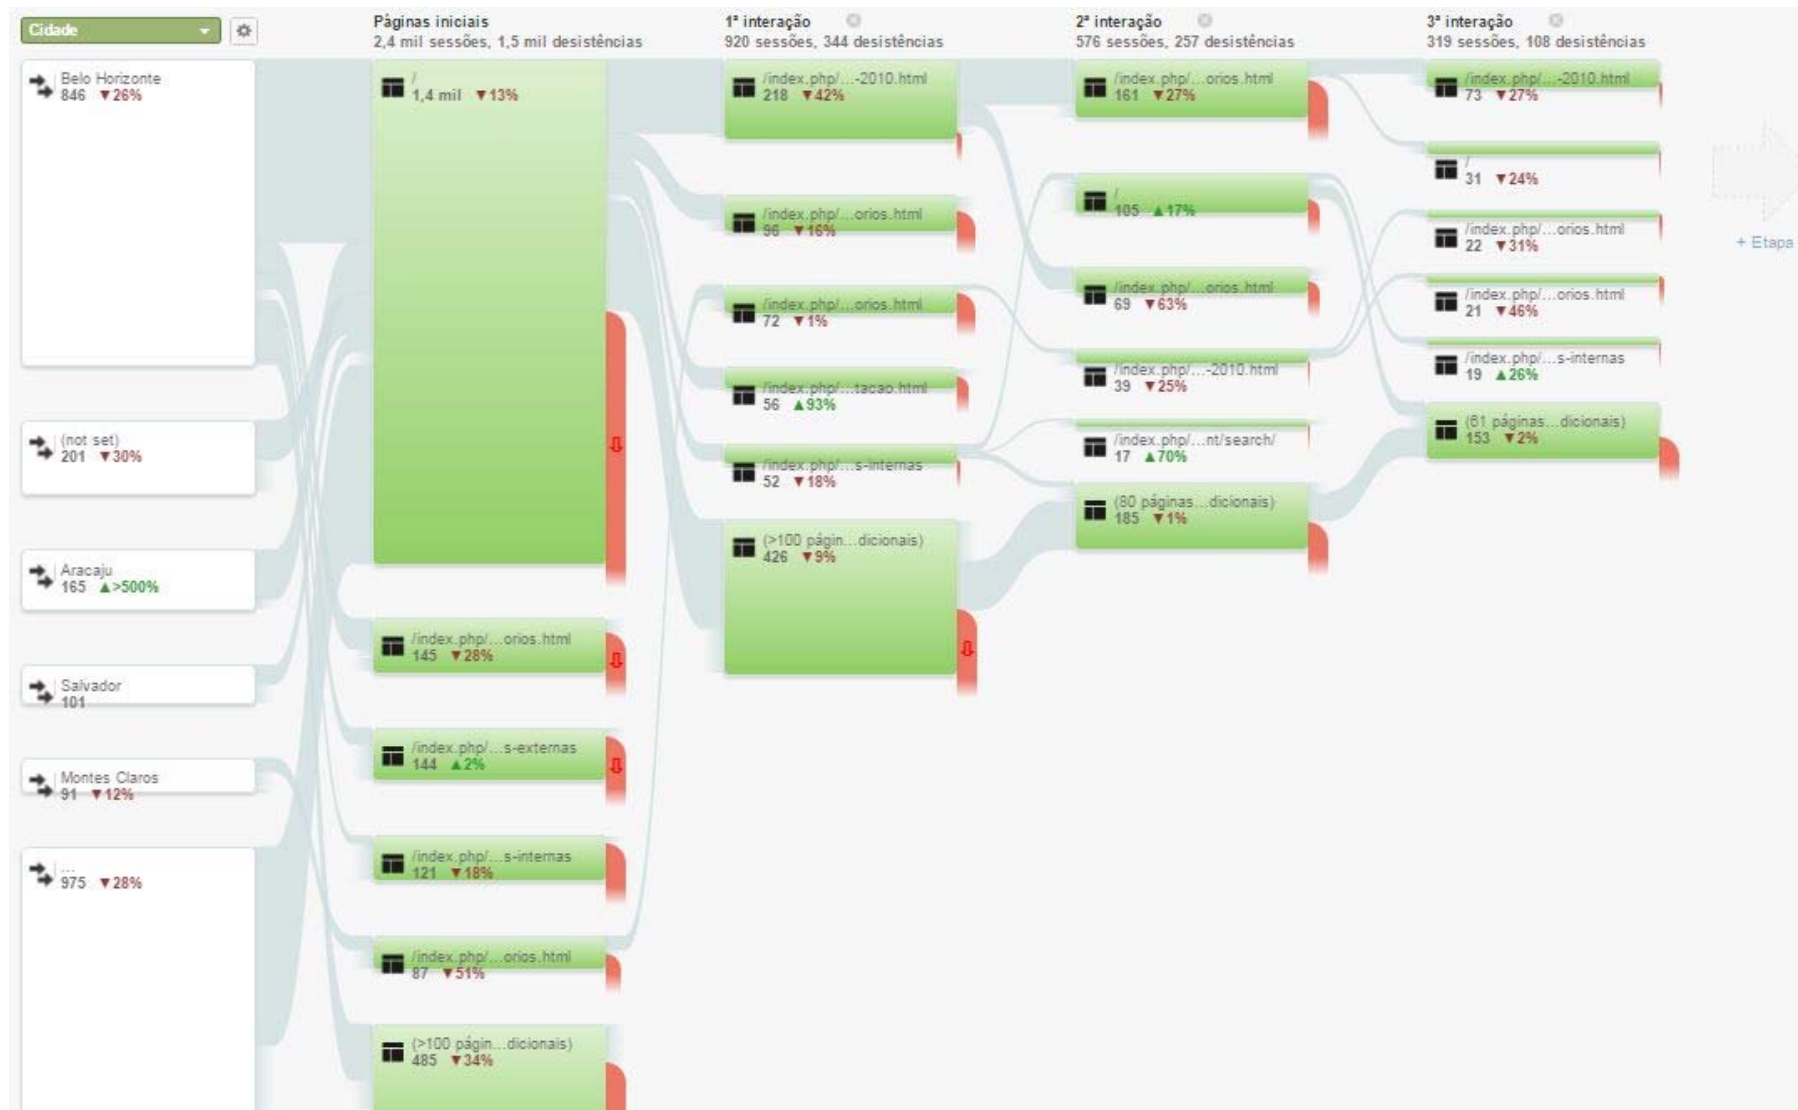 Cidade
Belo Horizonte
846 ▼26%
(not set)
201 ▼30%
Aracaju
165 ▲>500%
Salvador
101
Montes Claros
91 ▼12%
...
975 ▼28%
Páginas iniciais
2,4 mil sessões, 1,5 mil desistências
/
1,4 mil ▼13%
/index.php/...orios.html
145 ▼28%
/index.php/...s-externas
144 ▲2%
/index.php/...s-internas
121 ▼18%
/index.php/...orios.html
87 ▼51%
(>100 págin...dicionais)
485 ▼34%
1ª interação
920 sessões, 344 desistências
/index.php/...-2010.html
218 ▼42%
/index.php/...orios.html
96 ▼16%
/index.php/...orios.html
72 ▼1%
/index.php/...tacao.html
56 ▲93%
/index.php/...s-internas
52 ▼18%
(>100 págin...dicionais)
426 ▼9%
2ª interação
576 sessões, 257 desistências
/index.php/...orios.html
161 ▼27%
/
105 ▲17%
/index.php/...orios.html
69 ▼63%
/index.php/...-2010.html
39 ▼25%
/index.php/...nt/search/
17 ▲70%
(80 páginas...dicionais)
185 ▼1%
3ª interação
319 sessões, 108 desistências
/index.php/...-2010.html
73 ▼27%
/
31 ▼24%
/index.php/...orios.html
22 ▼31%
/index.php/...orios.html
21 ▼46%
/index.php/...s-internas
19 ▲26%
(61 páginas...dicionais)
153 ▼2%
+ Etapa